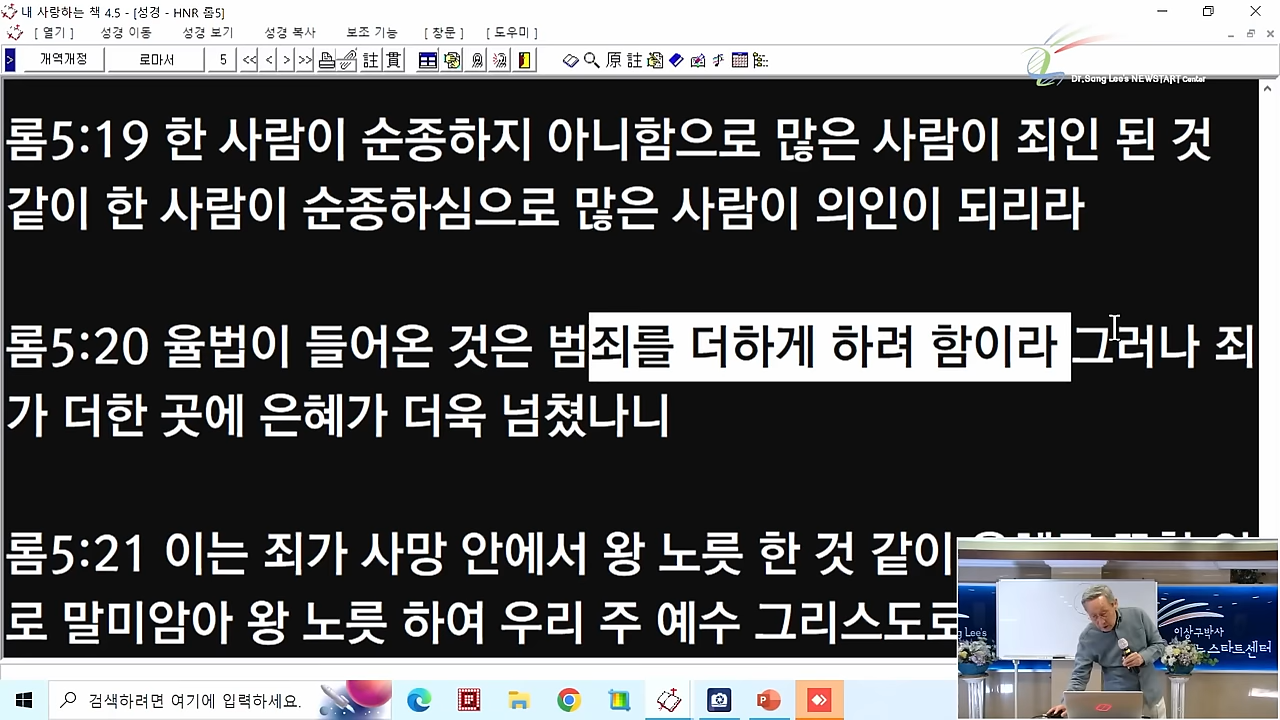 내 사랑하는 책 4.5 - [성경 - HNR 롬5]
[ 열기 ] 성경 이동 성경 보기 성경 복사 보조 기능 [ 창문 ] [ 도우미 ]
개역개정 로마서 5 << < > >> 註 貫 原 註
Dr.Sang Lee's NEWSTART Center
롬5:19 한 사람이 순종하지 아니함으로 많은 사람이 죄인 된 것
같이 한 사람이 순종하심으로 많은 사람이 의인이 되리라
롬5:20 율법이 들어온 것은 범죄를 더하게 하려 함이라 그러나 죄
가 더한 곳에 은혜가 더욱 넘쳤나니
롬5:21 이는 죄가 사망 안에서 왕 노릇 한 것 같이
로 말미암아 왕 노릇 하여 우리 주 예수 그리스도로
이상구박사
스타트센터
검색하려면 여기에 입력하세요.